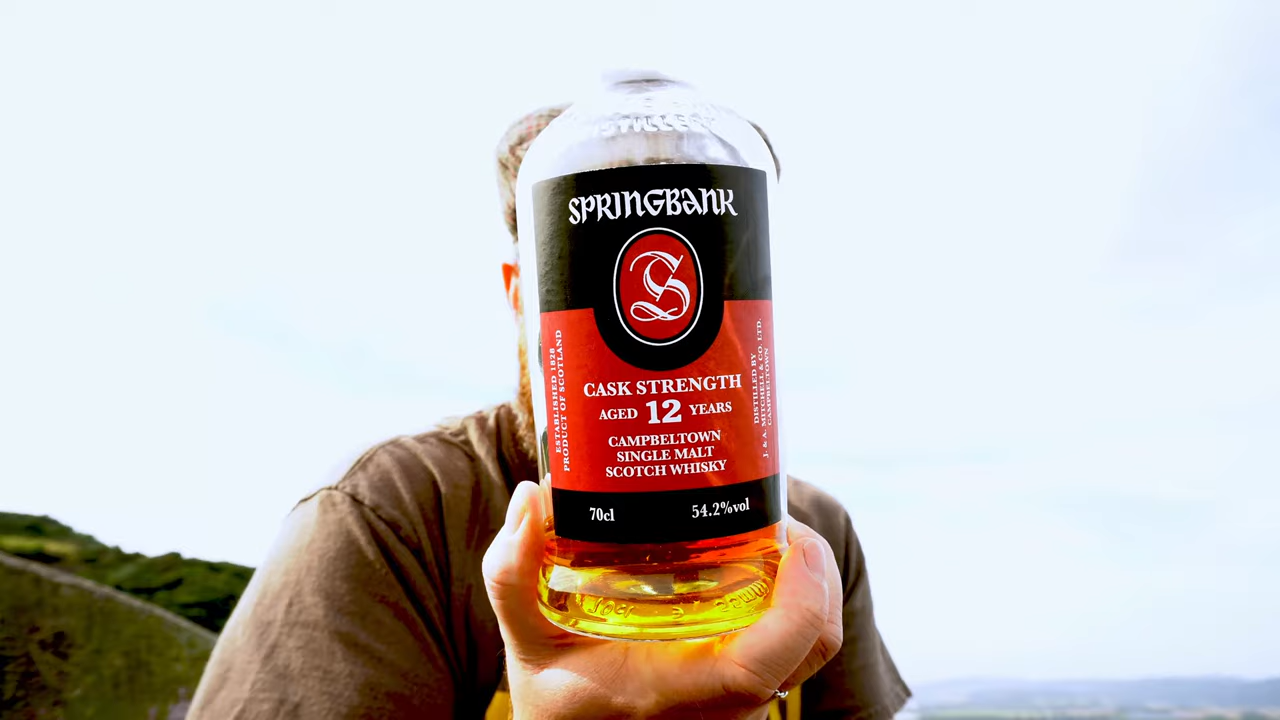 DISTILLERY
SPRINGBANK
S
CASK STRENGTH
AGED 12 YEARS
CAMPBELTOWN
SINGLE MALT
SCOTCH WHISKY
70cl 54.2%vol
ESTABLISHED 1828
PRODUCT OF SCOTLAND
DISTILLED BY
J. & A. MITCHELL & CO. LTD.
CAMPBELTOWN